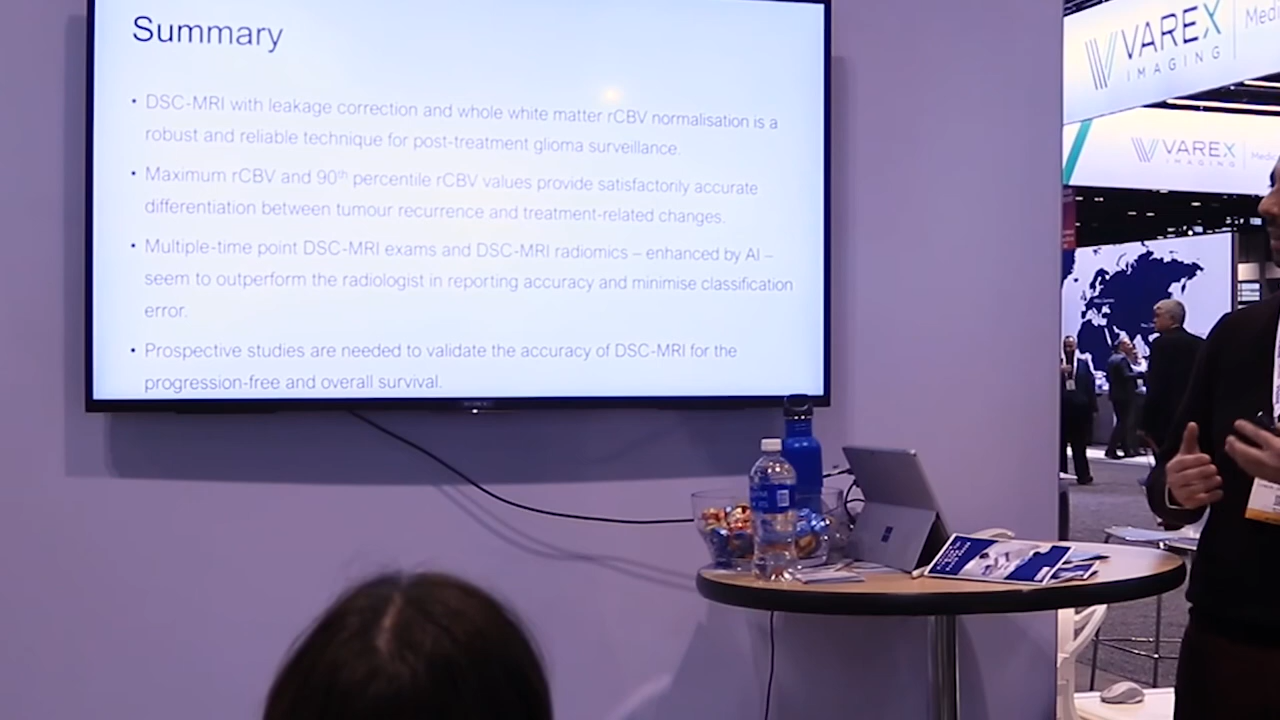 Summary
• DSC-MRI with leakage correction and whole white matter rCBV normalisation is a
robust and reliable technique for post-treatment glioma surveillance.
• Maximum rCBV and 90th percentile rCBV values provide satisfactorily accurate
differentiation between tumour recurrence and treatment-related changes.
• Multiple-time point DSC-MRI exams and DSC-MRI radiomics – enhanced by AI –
seem to outperform the radiologist in reporting accuracy and minimise classification
error.
• Prospective studies are needed to validate the accuracy of DSC-MRI for the
progression-free and overall survival.
VAREX
IMAGING
VAREX
IMAGING